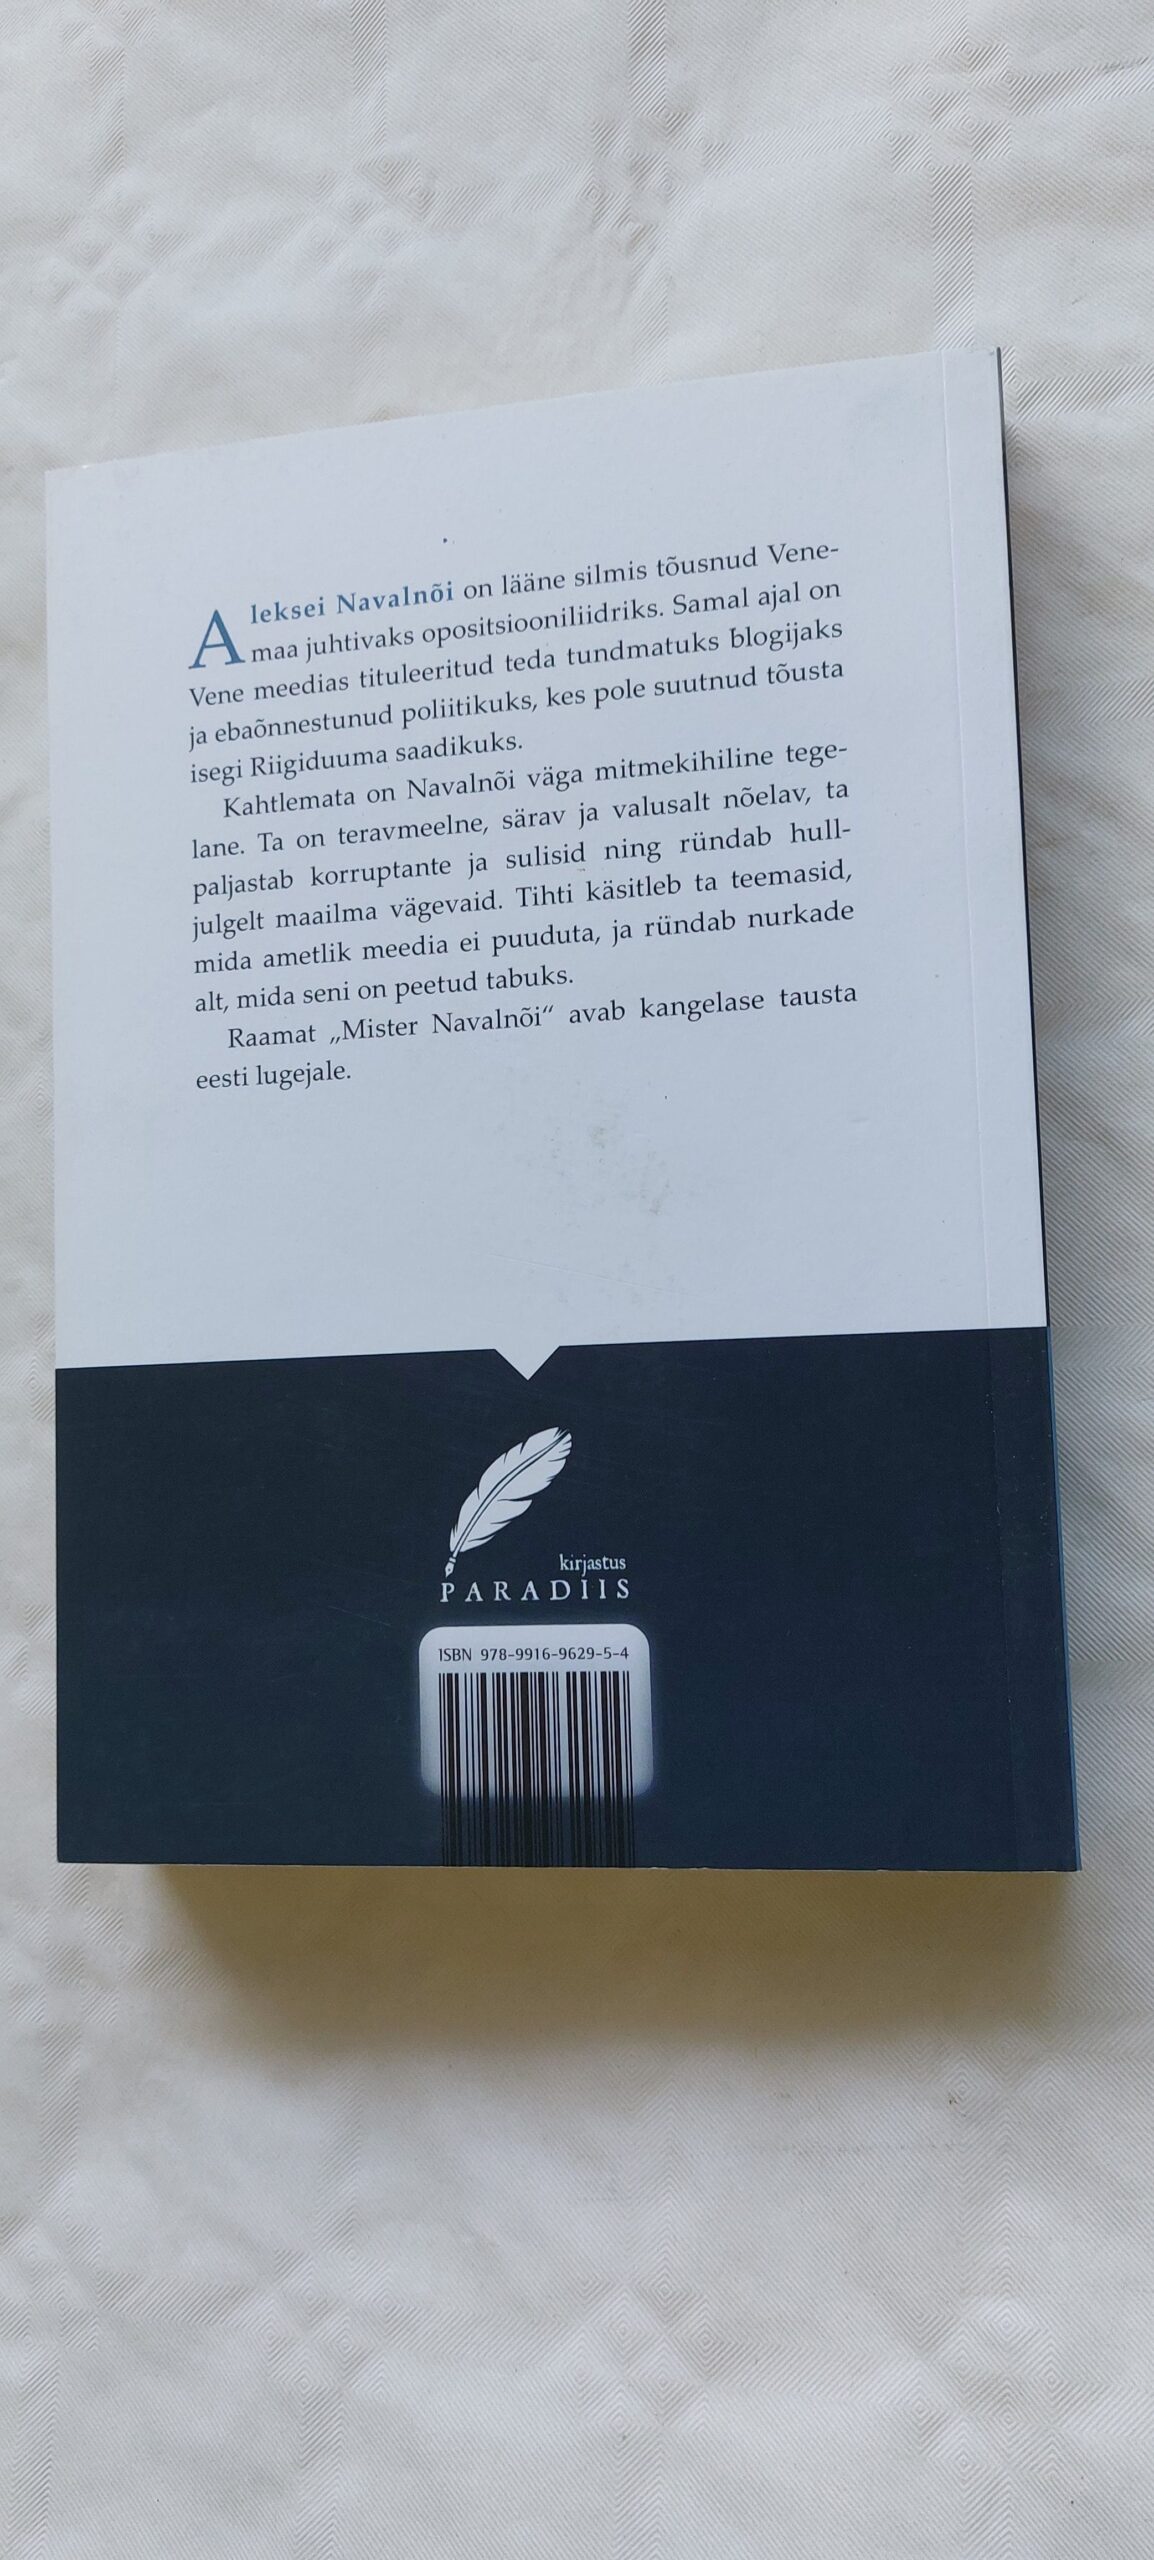 Aleksei Navalnõi on lääne silmis tõusnud Vene-
maa juhtivaks opositsiooniliidriks. Samal ajal on
Vene meedias tituleeritud teda tundmatuks blogijaks
ja ebaõnnestunud poliitikuks, kes pole suutnud tõusta
isegi Riigiduuma saadikuks.
Kahtlemata on Navalnõi väga mitmekihiline tege-
lane. Ta on teravmeelne, särav ja valusalt nõelav, ta
paljastab korruptante ja sulisid ning ründab hull-
julgelt maailma vägevaid. Tihti käsitleb ta teemasid,
mida ametlik meedia ei puuduta, ja ründab nurkade
alt, mida seni on peetud tabuks.
Raamat „Mister Navalnõi“ avab kangelase tausta
eesti lugejale.
kirjastus
PARADIIS
ISBN 978-9916-9629-5-4